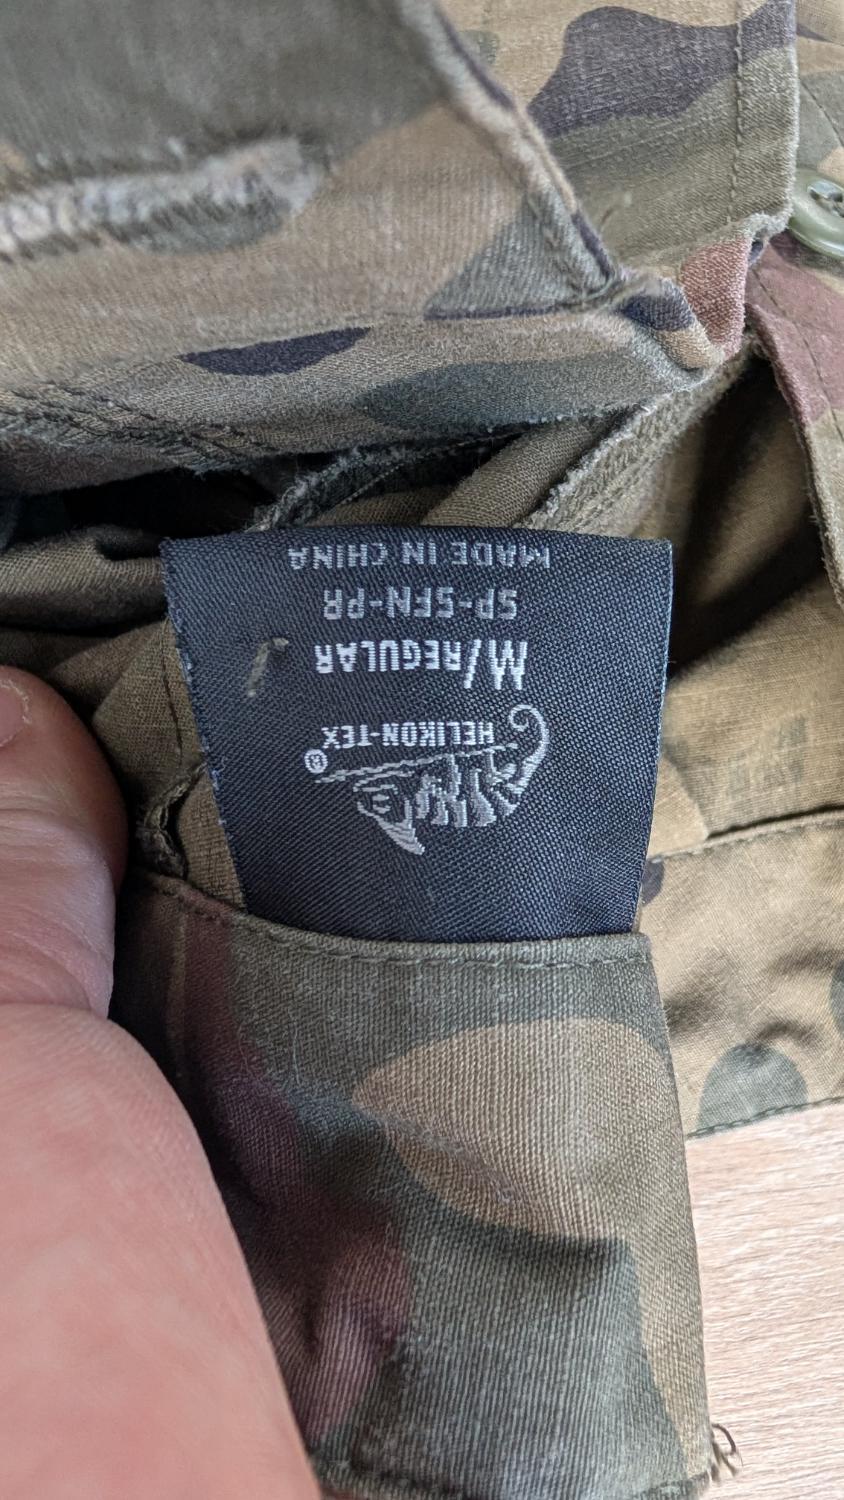 HELIKON-TEX®
M/REGULAR
SP-SFN-PR
MADE IN CHINA